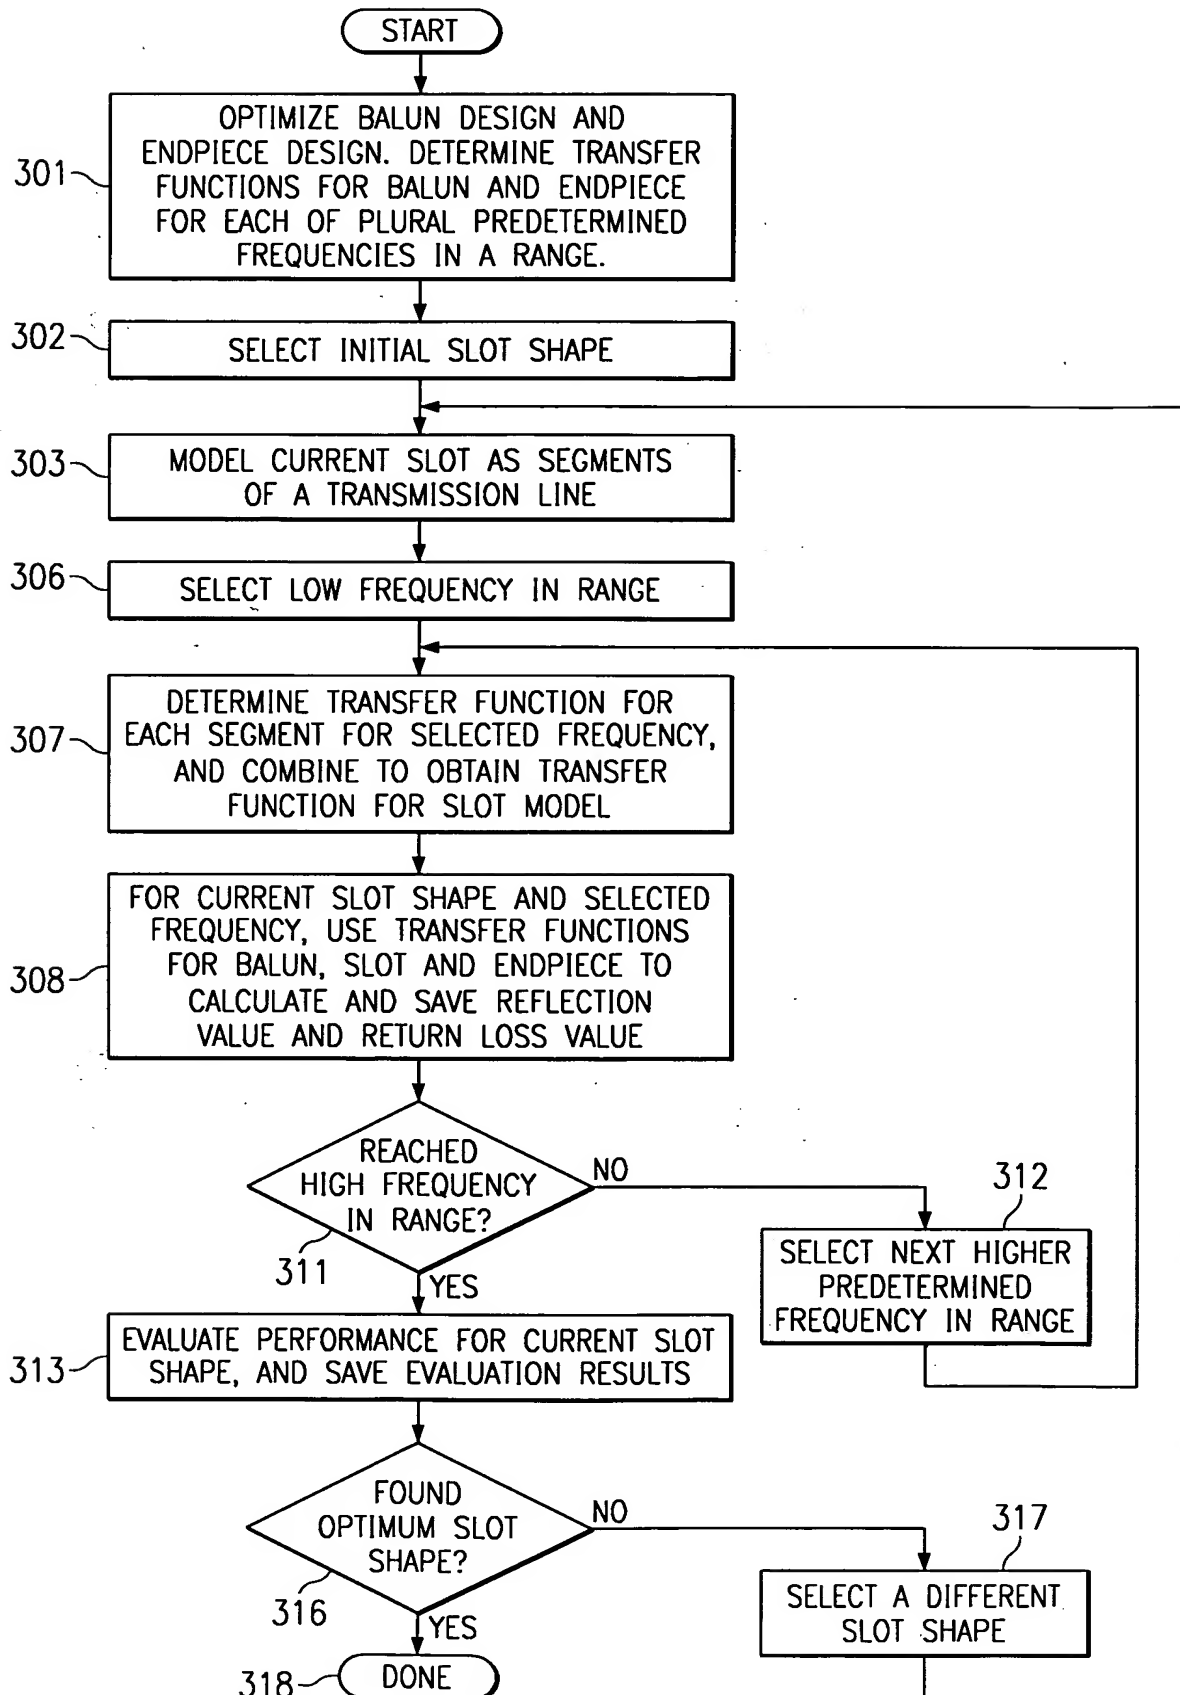 START
301
OPTIMIZE BALUN DESIGN AND
ENDPIECE DESIGN. DETERMINE TRANSFER
FUNCTIONS FOR BALUN AND ENDPIECE
FOR EACH OF PLURAL PREDETERMINED
FREQUENCIES IN A RANGE.
302
SELECT INITIAL SLOT SHAPE
303
MODEL CURRENT SLOT AS SEGMENTS
OF A TRANSMISSION LINE
306
SELECT LOW FREQUENCY IN RANGE
307
DETERMINE TRANSFER FUNCTION FOR
EACH SEGMENT FOR SELECTED FREQUENCY,
AND COMBINE TO OBTAIN TRANSFER
FUNCTION FOR SLOT MODEL
308
FOR CURRENT SLOT SHAPE AND SELECTED
FREQUENCY, USE TRANSFER FUNCTIONS
FOR BALUN, SLOT AND ENDPIECE TO
CALCULATE AND SAVE REFLECTION
VALUE AND RETURN LOSS VALUE
REACHED
HIGH FREQUENCY
IN RANGE?
311
NO
312
SELECT NEXT HIGHER
PREDETERMINED
FREQUENCY IN RANGE
YES
313
EVALUATE PERFORMANCE FOR CURRENT SLOT
SHAPE, AND SAVE EVALUATION RESULTS
FOUND
OPTIMUM SLOT
SHAPE?
316
NO
317
SELECT A DIFFERENT
SLOT SHAPE
YES
318
DONE